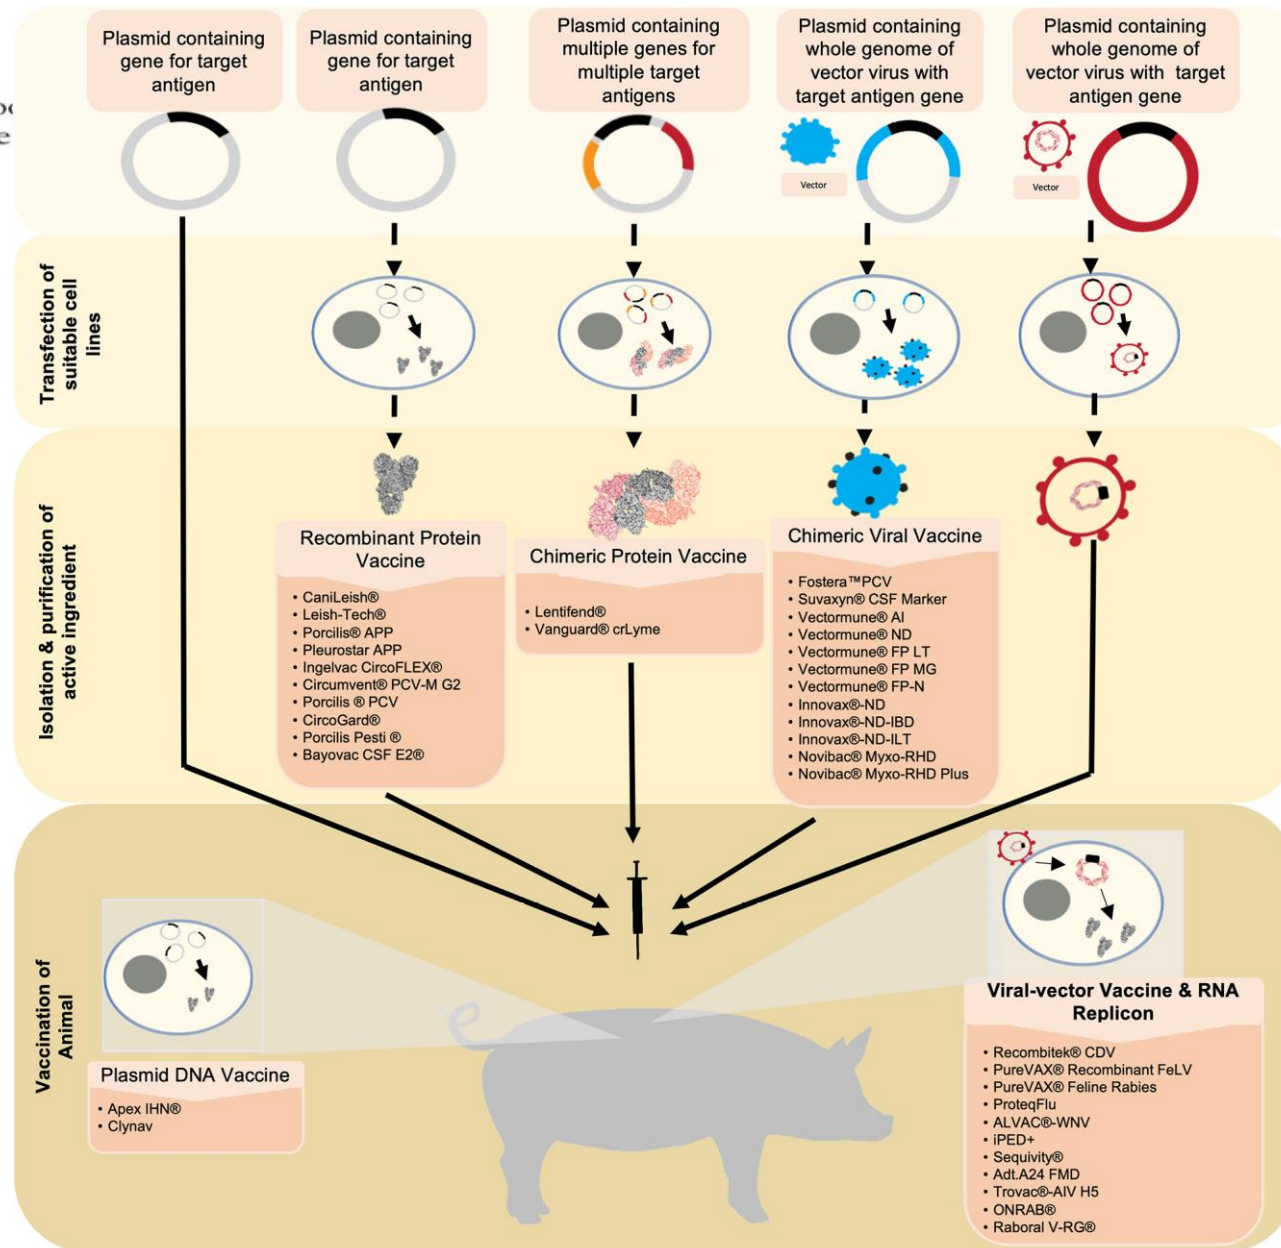 Plasmid containing
gene for target
antigen
Plasmid containing
gene for target
antigen
Plasmid containing
multiple genes for
multiple target
antigens
Plasmid containing
whole genome of
vector virus with
target antigen gene
Plasmid containing
whole genome of
vector virus with target
antigen gene
Vector
Vector
Transfection of
suitable cell
lines
Isolation & purification of
active ingredient
Recombinant Protein
Vaccine
• CaniLeish®
• Leish-Tech®
• Porcilis® APP
• Pleurostar APP
• Ingelvac CircoFLEX®
• Circumvent® PCV-M G2
• Porcilis ® PCV
• CircoGard®
• Porcilis Pesti ®
• Bayovac CSF E2®
Chimeric Protein Vaccine
• Lentifend®
• Vanguard® crLyme
Chimeric Viral Vaccine
• Fostera™PCV
• Suvaxyn® CSF Marker
• Vectormune® AI
• Vectormune® ND
• Vectormune® FP LT
• Vectormune® FP MG
• Vectormune® FP-N
• Innovax®-ND
• Innovax®-ND-IBD
• Innovax®-ND-ILT
• Novibac® Myxo-RHD
• Novibac® Myxo-RHD Plus
Vaccination of
Animal
Plasmid DNA Vaccine
• Apex IHN®
• Clynav
Viral-vector Vaccine & RNA
Replicon
• Recombitek® CDV
• PureVAX® Recombinant FeLV
• PureVAX® Feline Rabies
• ProteqFlu
• ALVAC®-WNV
• iPED+
• Sequivity®
• Adt.A24 FMD
• Trovac®-AIV H5
• ONRAB®
• Raboral V-RG®